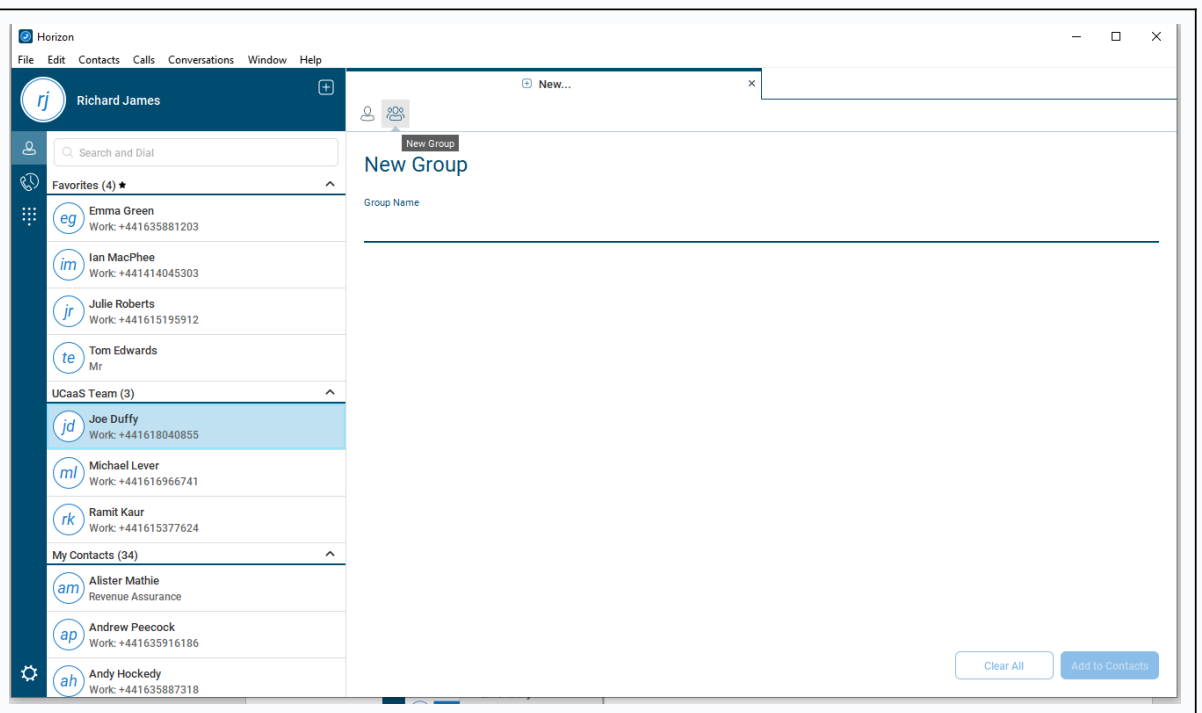 Horizon
File Edit Contacts Calls Conversations Window Help
rj Richard James
New...
New Group
Search and Dial
New Group
Favorites (4)
Group Name
eg Emma Green
Work: +441635881203
im Ian MacPhee
Work: +441414045303
jr Julie Roberts
Work: +441615195912
te Tom Edwards
Mr
UCaaS Team (3)
jd Joe Duffy
Work: +441618040855
ml Michael Lever
Work: +441616966741
rk Ramit Kaur
Work: +441615377624
My Contacts (34)
am Alister Mathie
Revenue Assurance
ap Andrew Peecock
Work: +441635916186
ah Andy Hockedy
Work: +441635887318
Clear All Add to Contacts